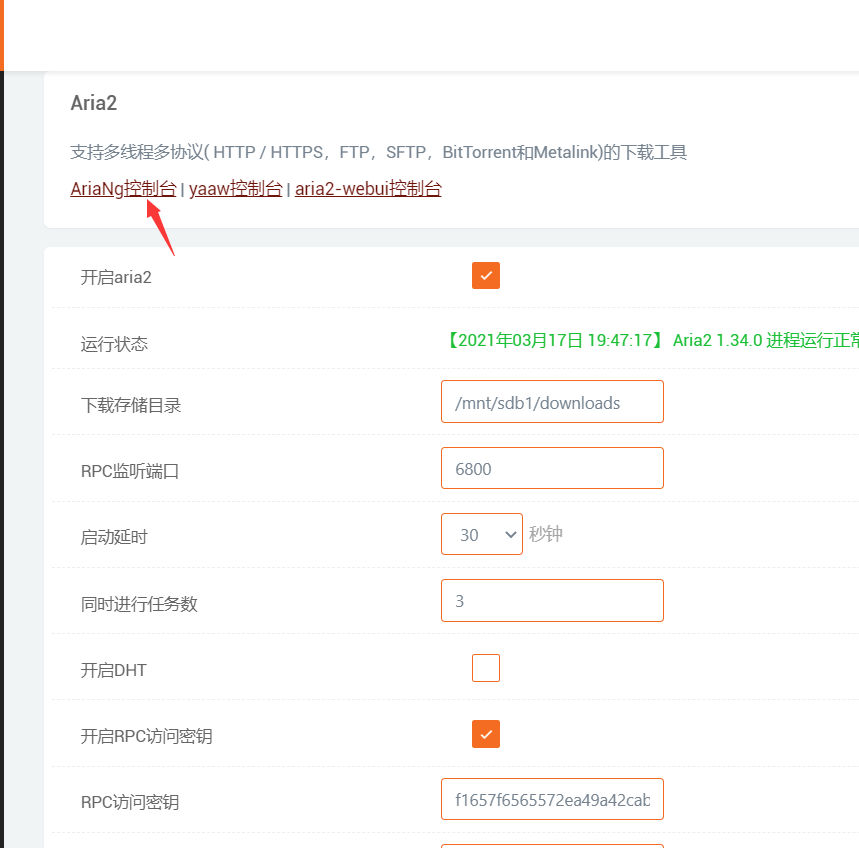 Aria2
支持多线程多协议( HTTP / HTTPS，FTP，SFTP，BitTorrent和Metalink)的下载工具
AriaNg控制台 | yaaw控制台 | aria2-webui控制台
开启aria2
运行状态 【2021年03月17日 19:47:17】 Aria2 1.34.0 进程运行正常
下载存储目录 /mnt/sdb1/downloads
RPC监听端口 6800
启动延时 30 秒钟
同时进行任务数 3
开启DHT
开启RPC访问密钥
RPC访问密钥 f1657f6565572ea49a42cab